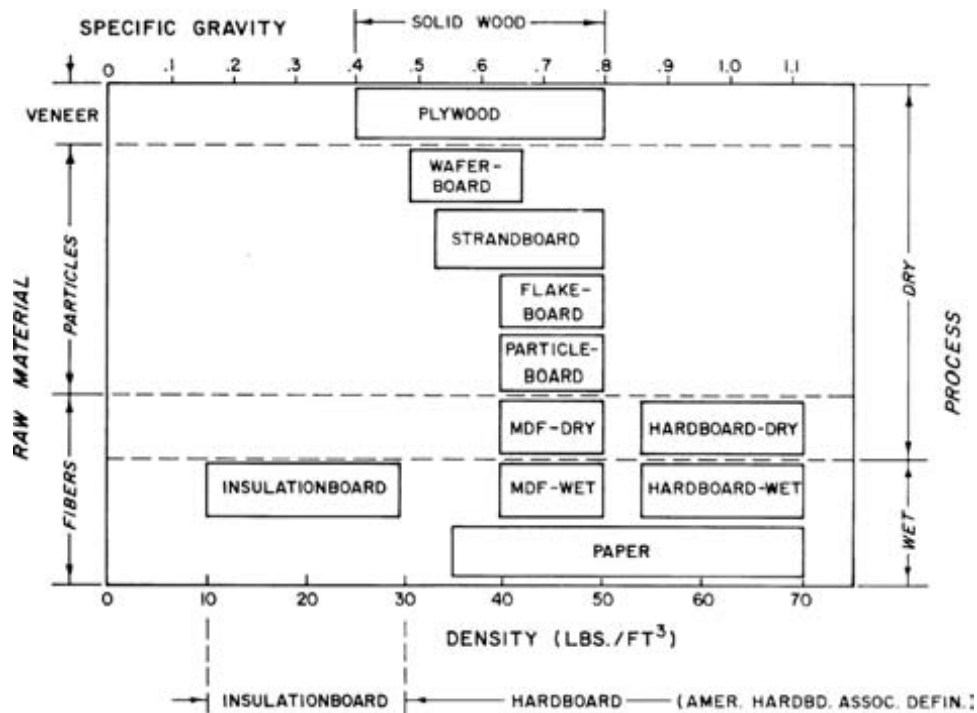 SPECIFIC GRAVITY
SOLID WOOD
0 .1 .2 .3 .4 .5 .6 .7 .8 .9 1.0 1.1
VENEER
PLYWOOD
WAFER-
BOARD
STRANDBOARD
FLAKE-
BOARD
PARTICLE-
BOARD
MDF-DRY
HARDBOARD-DRY
INSULATIONBOARD
MDF-WET
HARDBOARD-WET
PAPER
RAW MATERIAL
PARTICLES
FIBERS
PROCESS
DRY
WET
0 10 20 30 40 50 60 70
DENSITY (LBS./FT³)
INSULATIONBOARD
HARDBOARD
(AMER. HARDBD. ASSOC. DEFIN.)